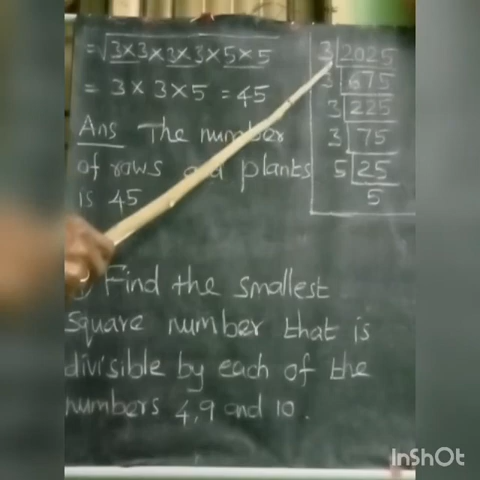 = √3×3×3×3×5×5
= 3×3×5 = 45
Ans The number
of rows and plants
is 45
3 | 2025
3 | 675
3 | 225
3 | 75
5 | 25
5
) Find the smallest
square number that is
divisible by each of the
numbers 4, 9 and 10.
InShOt